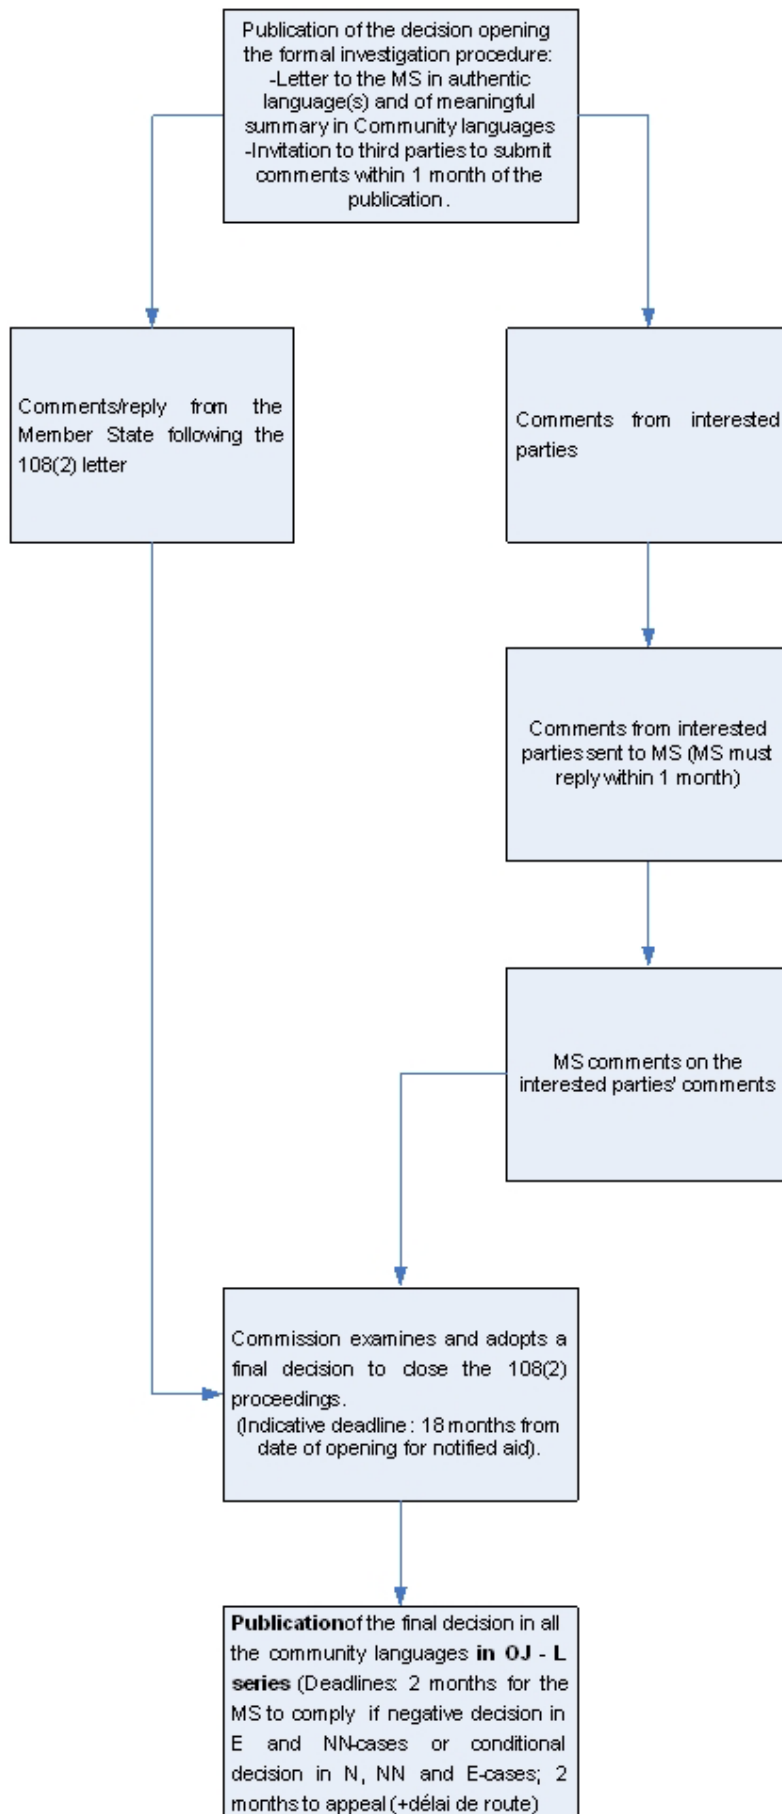 Publication of the decision opening
the formal investigation procedure:
-Letter to the MS in authentic
language(s) and of meaningful
summary in Community languages
-Invitation to third parties to submit
comments within 1 month of the
publication.
Comments/reply from the
Member State following the
108(2) letter
Comments from interested
parties
Comments from interested
parties sent to MS (MS must
reply within 1 month)
MS comments on the
interested parties' comments
Commission examines and adopts a
final decision to close the 108(2)
proceedings.
(Indicative deadline : 18 months from
date of opening for notified aid).
Publication of the final decision in all
the community languages in OJ - L
series (Deadlines: 2 months for the
MS to comply if negative decision in
E and NN-cases or conditional
decision in N, NN and E-cases; 2
months to appeal (+délai de route)